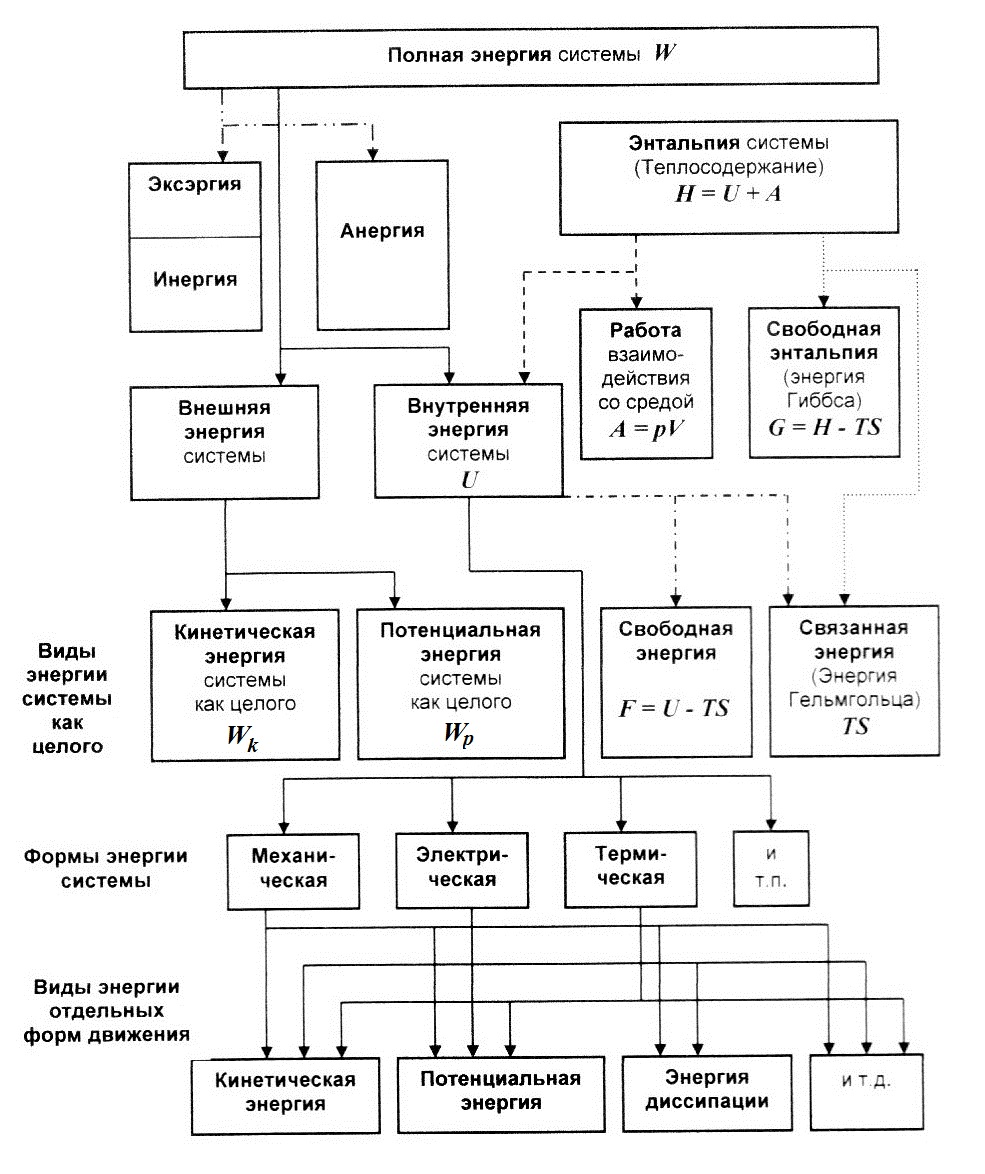 Полная энергия системы W
Энтальпия системы
(Теплосодержание)
H = U + A
Эксэргия
Инергия
Анергия
Работа
взаимо-
действия
со средой
A = pV
Свободная
энтальпия
(энергия
Гиббса)
G = H - TS
Внешняя
энергия
системы
Внутренняя
энергия
системы
U
Виды
энергии
системы
как
целого
Кинетическая
энергия
системы
как целого
Wk
Потенциальная
энергия
системы
как целого
Wp
Свободная
энергия
F = U - TS
Связанная
энергия
(Энергия
Гельмгольца)
TS
Формы энергии
системы
Механи-
ческая
Электри-
ческая
Терми-
ческая
и
т.п.
Виды энергии
отдельных
форм движения
Кинетическая
энергия
Потенциальная
энергия
Энергия
диссипации
и т.д.